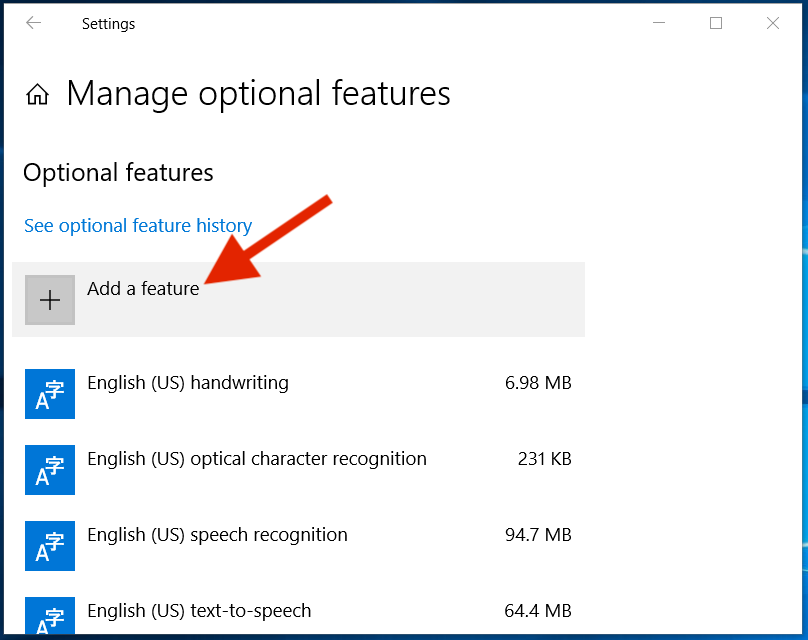 Settings
Manage optional features
Optional features
See optional feature history
Add a feature
English (US) handwriting 6.98 MB
English (US) optical character recognition 231 KB
English (US) speech recognition 94.7 MB
English (US) text-to-speech 64.4 MB